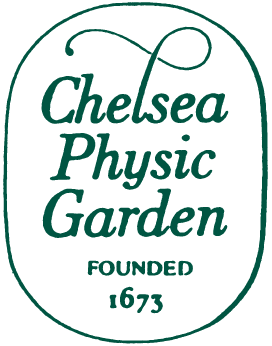 Chelsea
Physic
Garden
FOUNDED
1673